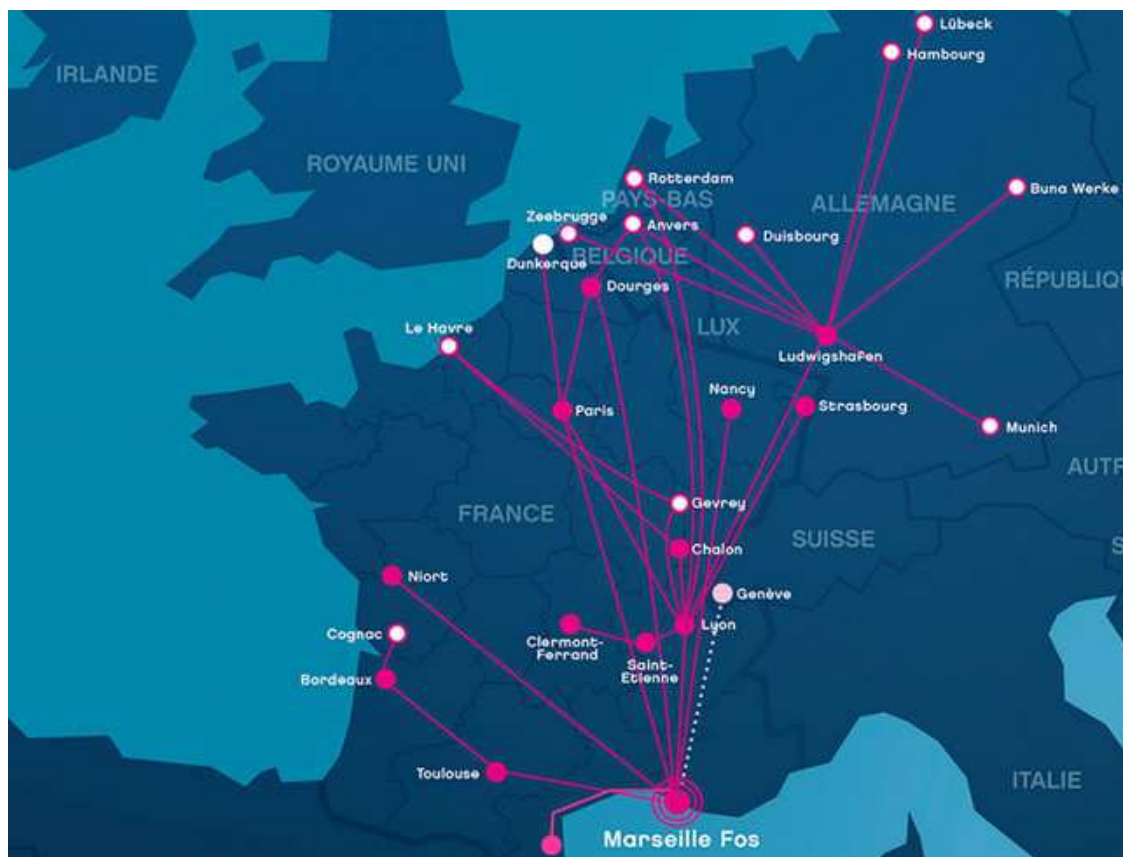 Lübeck
Hambourg
IRLANDE
ROYAUME UNI
Rotterdam
PAYS-BAS
Buna Werke
ALLEMAGNE
Zeebrugge
Anvers
Duisbourg
Dunkerque
BELGIQUE
Dourges
RÉPUBLIQU
Le Havre
LUX
Ludwigshafen
Nancy
Paris
Strasbourg
Munich
AUTR
Gevrey
FRANCE
SUISSE
S
Chalon
Niort
Genève
Cognac
Clermont-
Ferrand
Lyon
Saint-
Etienne
Bordeaux
Toulouse
ITALIE
Marseille Fos